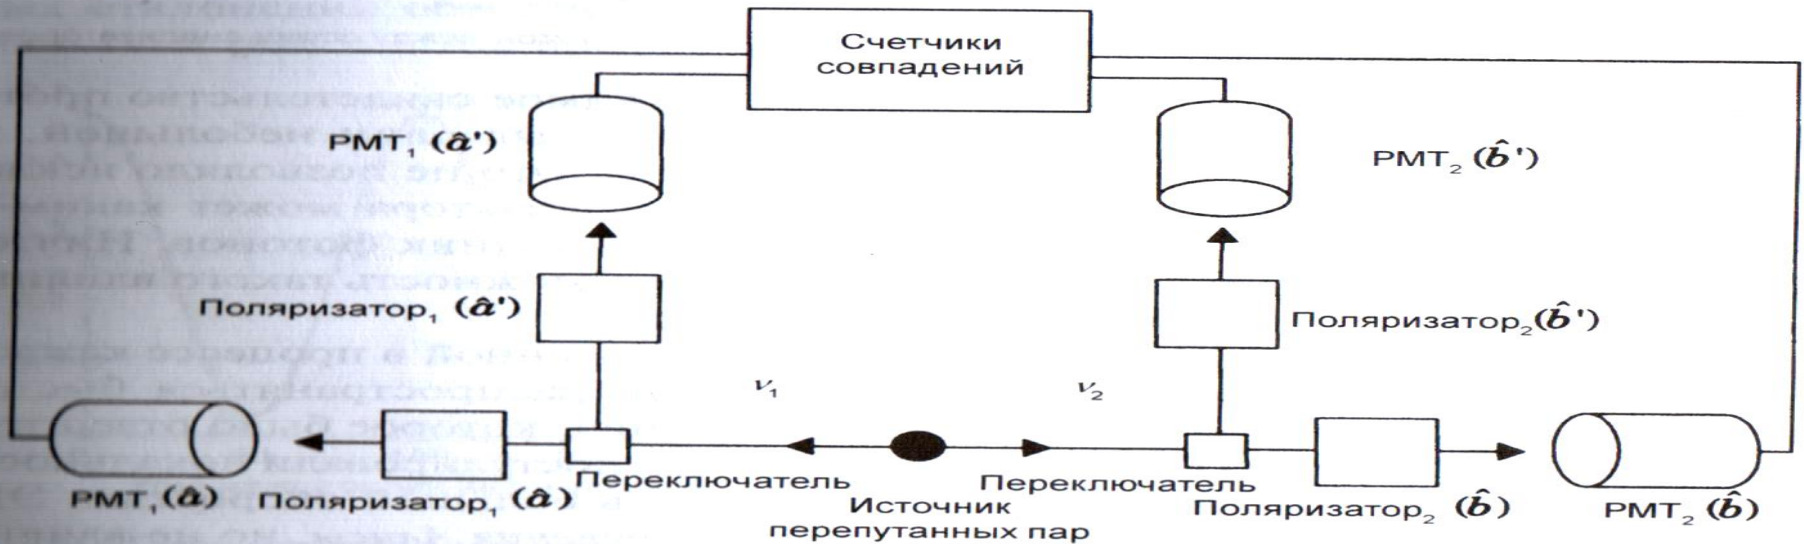 Счетчики
совпадений
PMT₁ (â')
PMT₂ (b̂')
Поляризатор₁ (â')
Поляризатор₂(b̂')
ν₁
ν₂
Переключатель
Переключатель
PMT₁(â)
Поляризатор₁ (â)
Источник
перепутанных пар
Поляризатор₂ (b̂)
PMT₂ (b̂)